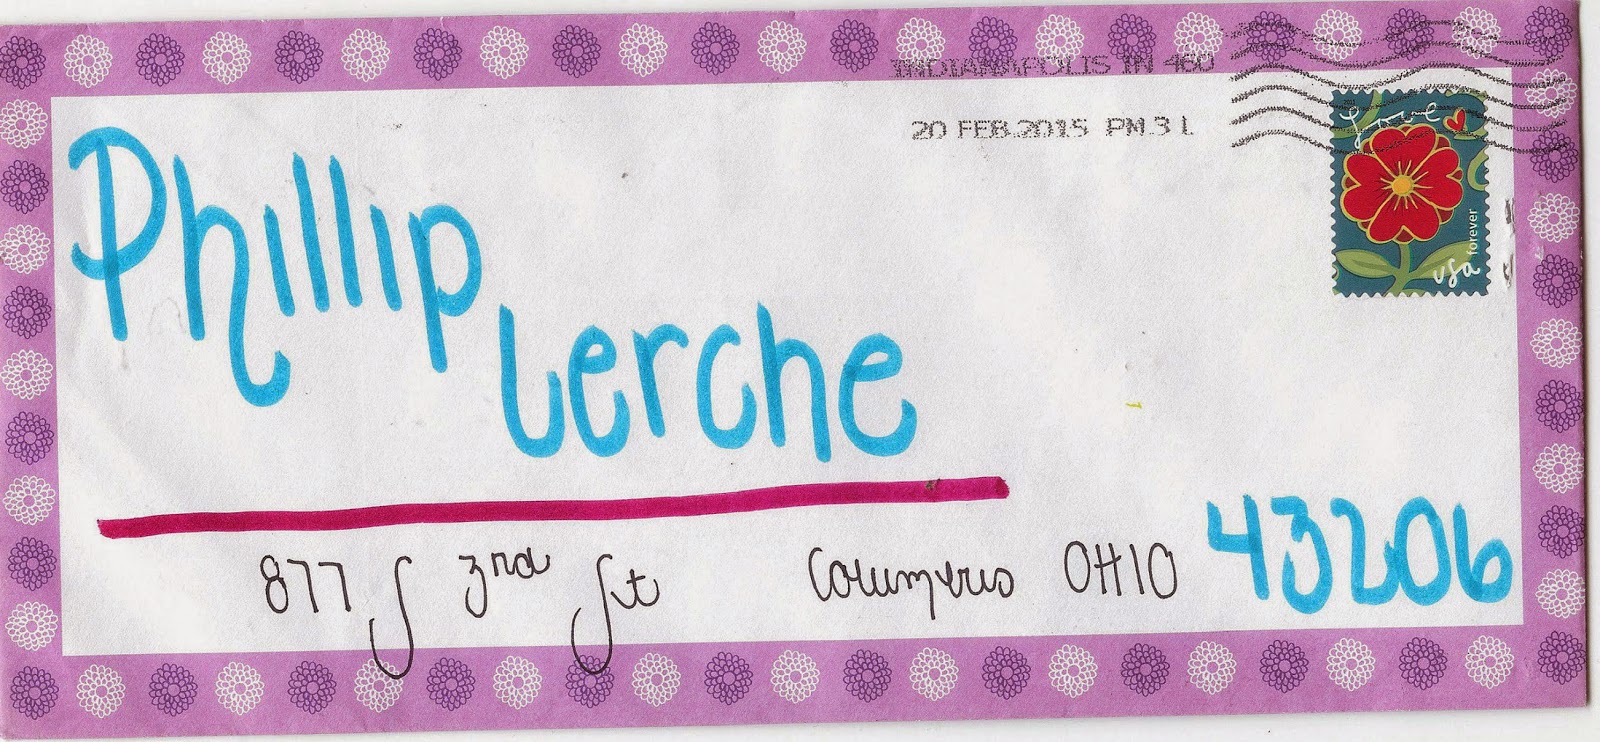 INDIANAPOLIS IN 460
20 FEB 2015 PM 3 L
2011
Love
forever
usa
Phillip
Lerche
877 S 3rd St Columbus OHIO 43206